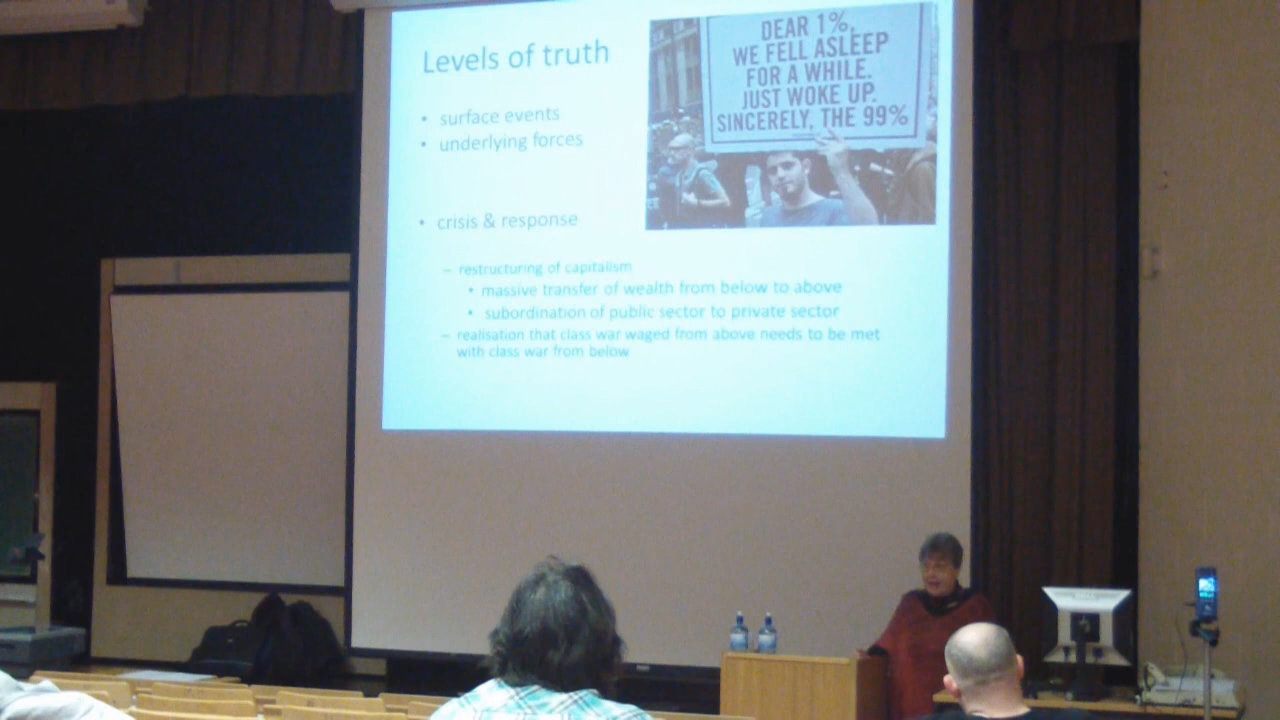 Levels of truth
• surface events
• underlying forces
• crisis & response
– restructuring of capitalism
• massive transfer of wealth from below to above
• subordination of public sector to private sector
– realisation that class war waged from above needs to be met
with class war from below
DEAR 1%,
WE FELL ASLEEP
FOR A WHILE.
JUST WOKE UP.
SINCERELY, THE 99%